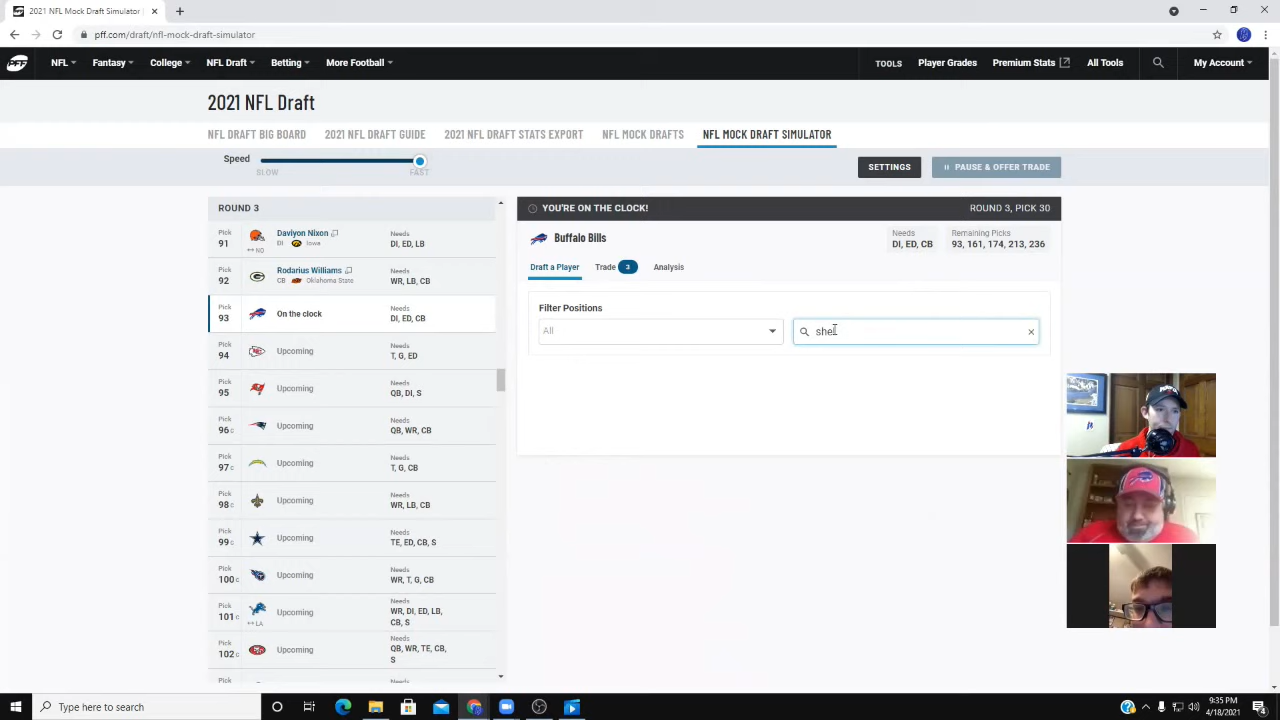 2021 NFL Mock Draft Simulator
pff.com/draft/nfl-mock-draft-simulator
PFF NFL Fantasy College NFL Draft Betting More Football TOOLS Player Grades Premium Stats All Tools My Account
2021 NFL Draft
NFL DRAFT BIG BOARD 2021 NFL DRAFT GUIDE 2021 NFL DRAFT STATS EXPORT NFL MOCK DRAFTS NFL MOCK DRAFT SIMULATOR
Speed
SLOW FAST
SETTINGS PAUSE & OFFER TRADE
ROUND 3
Pick 91 NO Daviyon Nixon DI Iowa Needs DI, ED, LB
Pick 92 Rodarius Williams CB Oklahoma State Needs WR, LB, CB
Pick 93 On the clock Needs DI, ED, CB
Pick 94 Upcoming Needs T, G, ED
Pick 95 Upcoming Needs QB, DI, S
Pick 96 C Upcoming Needs QB, WR, CB
Pick 97 C Upcoming Needs T, G, CB
Pick 98 C Upcoming Needs WR, LB, CB
Pick 99 C Upcoming Needs TE, ED, CB, S
Pick 100 C Upcoming Needs WR, T, G, CB
Pick 101 C LA Upcoming Needs WR, DI, ED, LB,
CB, S
Pick 102 C Upcoming Needs QB, WR, TE, CB,
S
Pick Needs
YOU'RE ON THE CLOCK! ROUND 3, PICK 30
Buffalo Bills
Needs
DI, ED, CB
Remaining Picks
93, 161, 174, 213, 236
Draft a Player Trade 3 Analysis
Filter Positions
All
shel
Type here to search
9:35 PM
4/18/2021
4